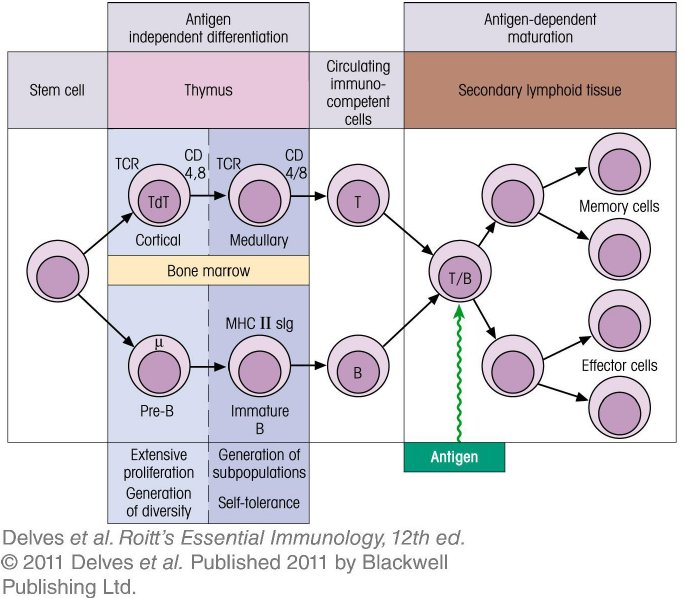 Antigen
independent differentiation
Antigen-dependent
maturation
Stem cell
Thymus
Circulating
immuno-
competent
cells
Secondary lymphoid tissue
TCR
CD
4,8
TCR
CD
4/8
TdT
T
Cortical
Medullary
Memory cells
Bone marrow
T/B
μ
MHC II sIg
B
Effector cells
Pre-B
Immature
B
Antigen
Extensive
proliferation
Generation
of diversity
Generation of
subpopulations
Self-tolerance
Delves et al. Roitt's Essential Immunology, 12th ed.
© 2011 Delves et al. Published 2011 by Blackwell
Publishing Ltd.